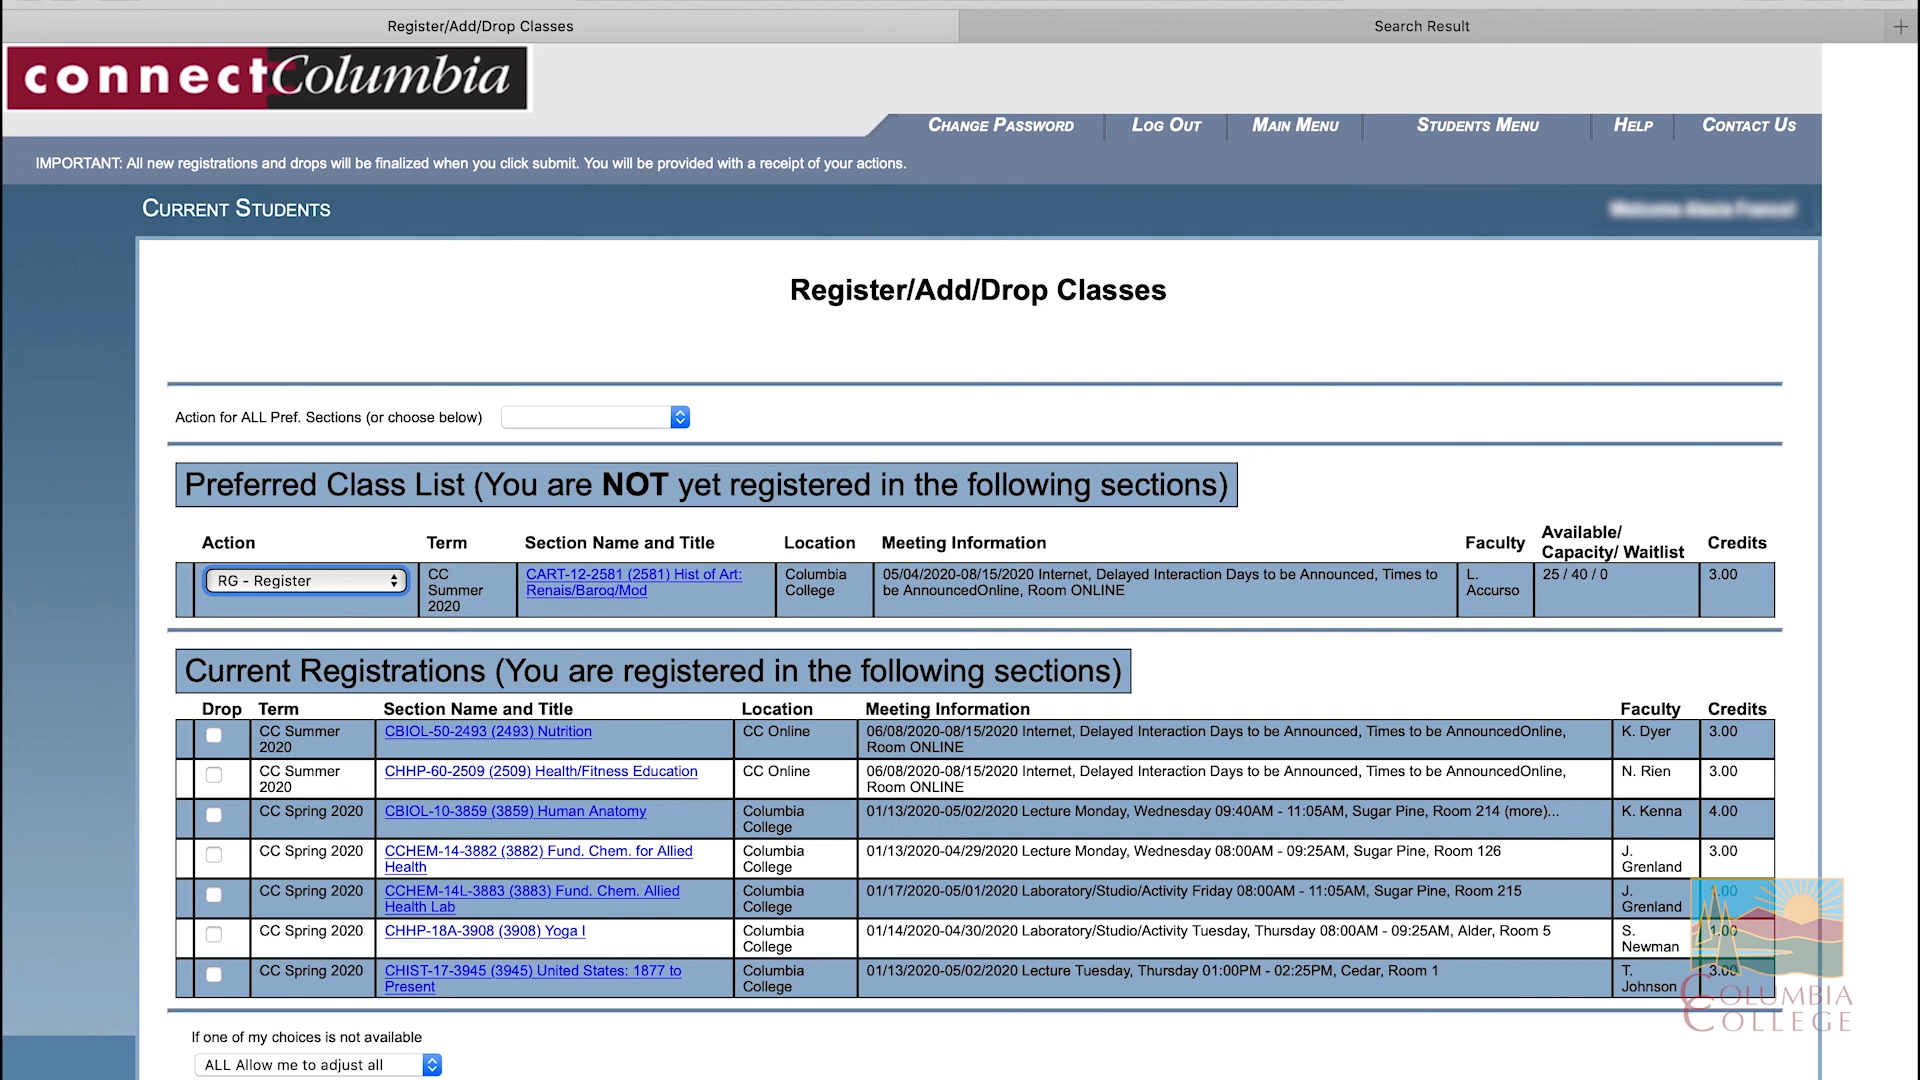 Register/Add/Drop Classes
Search Result
connectColumbia
CHANGE PASSWORD
LOG OUT
MAIN MENU
STUDENTS MENU
HELP
CONTACT US
IMPORTANT: All new registrations and drops will be finalized when you click submit. You will be provided with a receipt of your actions.
CURRENT STUDENTS
Register/Add/Drop Classes
Action for ALL Pref. Sections (or choose below)
Preferred Class List (You are NOT yet registered in the following sections)
Action Term Section Name and Title Location Meeting Information Faculty Available/ Capacity/ Waitlist Credits
RG - Register CC Summer 2020 CART-12-2581 (2581) Hist of Art: Renais/Baroq/Mod Columbia College 05/04/2020-08/15/2020 Internet, Delayed Interaction Days to be Announced, Times to be AnnouncedOnline, Room ONLINE L. Accurso 25 / 40 / 0 3.00
Current Registrations (You are registered in the following sections)
Drop Term Section Name and Title Location Meeting Information Faculty Credits
CC Summer 2020 CBIOL-50-2493 (2493) Nutrition CC Online 06/08/2020-08/15/2020 Internet, Delayed Interaction Days to be Announced, Times to be AnnouncedOnline, Room ONLINE K. Dyer 3.00
CC Summer 2020 CHHP-60-2509 (2509) Health/Fitness Education CC Online 06/08/2020-08/15/2020 Internet, Delayed Interaction Days to be Announced, Times to be AnnouncedOnline, Room ONLINE N. Rien 3.00
CC Spring 2020 CBIOL-10-3859 (3859) Human Anatomy Columbia College 01/13/2020-05/02/2020 Lecture Monday, Wednesday 09:40AM - 11:05AM, Sugar Pine, Room 214 (more)... K. Kenna 4.00
CC Spring 2020 CCHEM-14-3882 (3882) Fund. Chem. for Allied Health Columbia College 01/13/2020-04/29/2020 Lecture Monday, Wednesday 08:00AM - 09:25AM, Sugar Pine, Room 126 J. Grenland 3.00
CC Spring 2020 CCHEM-14L-3883 (3883) Fund. Chem. Allied Health Lab Columbia College 01/17/2020-05/01/2020 Laboratory/Studio/Activity Friday 08:00AM - 11:05AM, Sugar Pine, Room 215 J. Grenland 1.00
CC Spring 2020 CHHP-18A-3908 (3908) Yoga I Columbia College 01/14/2020-04/30/2020 Laboratory/Studio/Activity Tuesday, Thursday 08:00AM - 09:25AM, Alder, Room 5 S. Newman 1.00
CC Spring 2020 CHIST-17-3945 (3945) United States: 1877 to Present Columbia College 01/13/2020-05/02/2020 Lecture Tuesday, Thursday 01:00PM - 02:25PM, Cedar, Room 1 T. Johnson 3.00
COLUMBIA
COLLEGE
If one of my choices is not available
ALL Allow me to adjust all